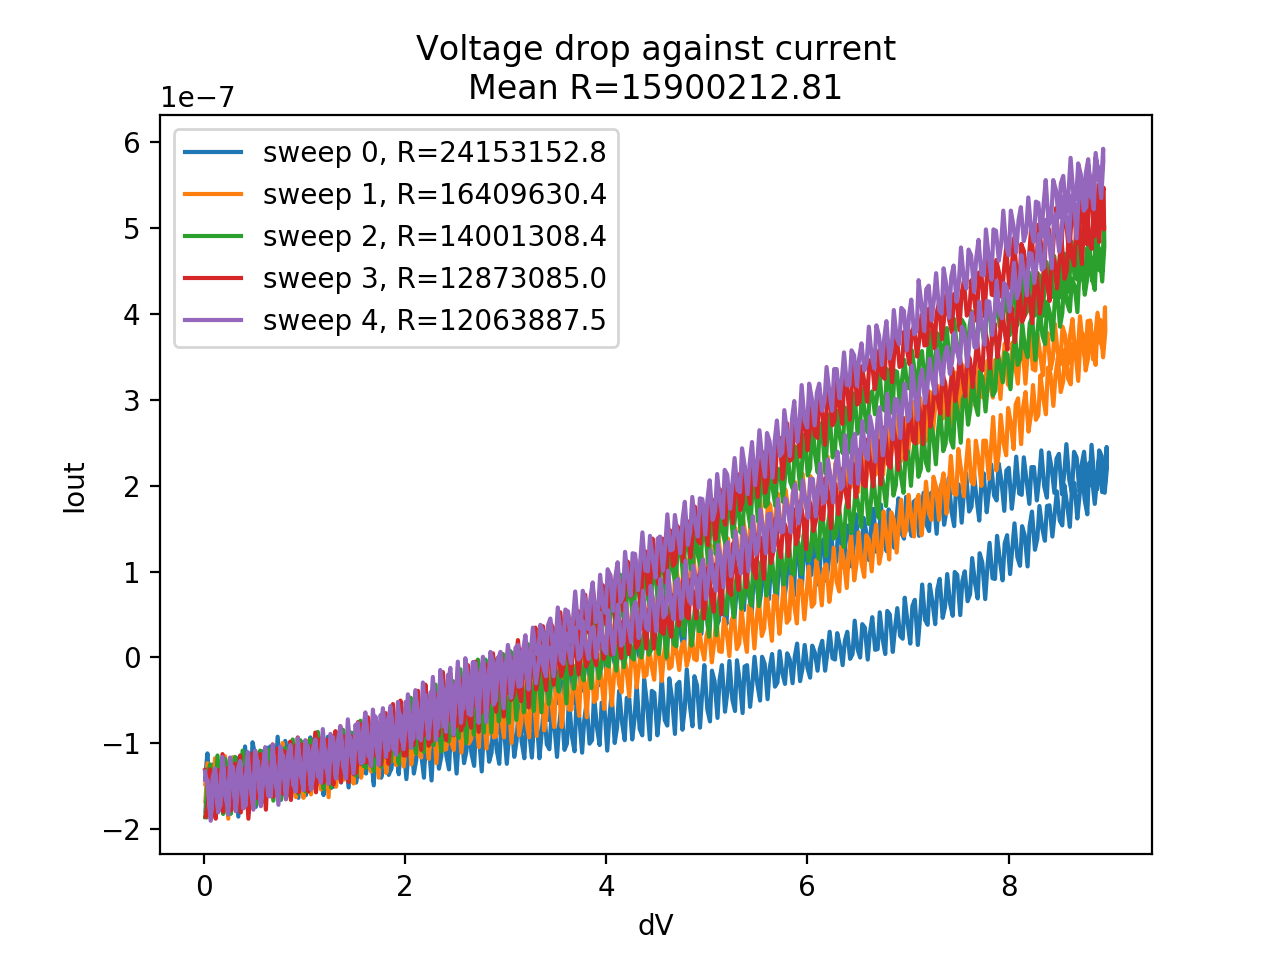 Voltage drop against current
Mean R=15900212.81
1e−7
sweep 0, R=24153152.8
sweep 1, R=16409630.4
sweep 2, R=14001308.4
sweep 3, R=12873085.0
sweep 4, R=12063887.5
6
5
4
3
2
1
0
−1
−2
Iout
0 2 4 6 8
dV